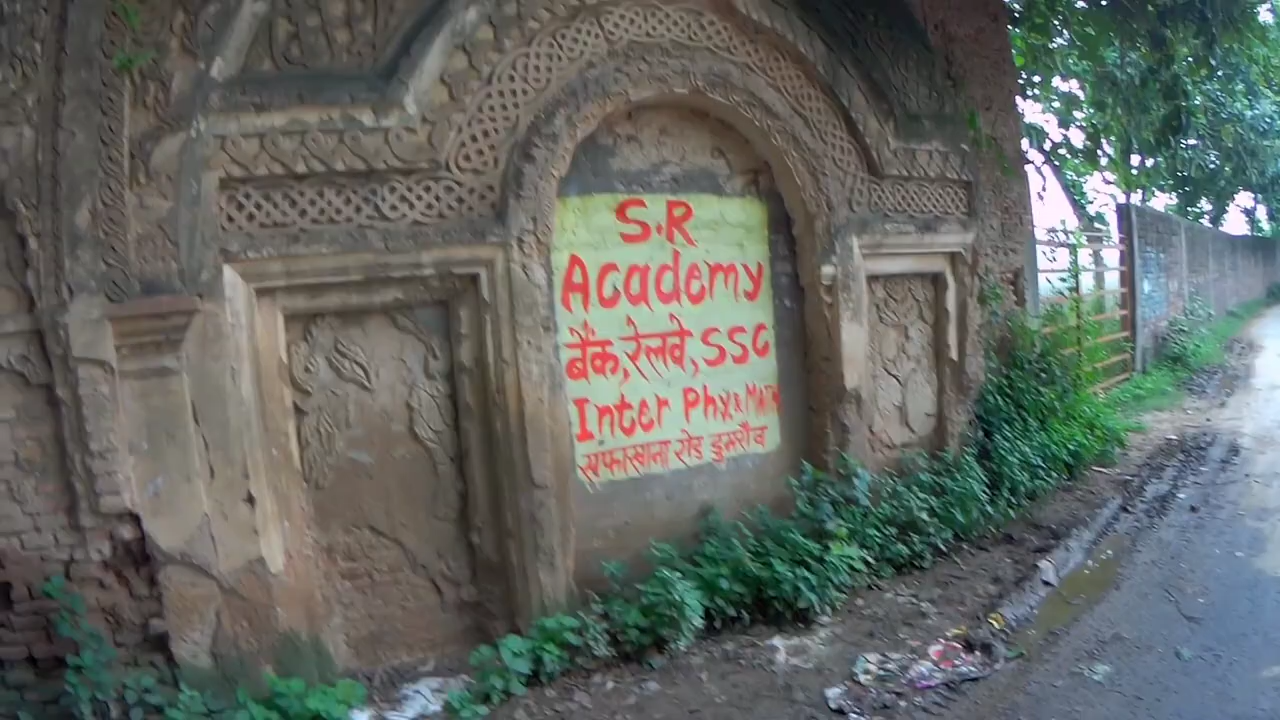 S.R
Academy
बैंक, रेलवे, SSC
Inter Phy & MATH
सफाखाना रोड डुमराँव